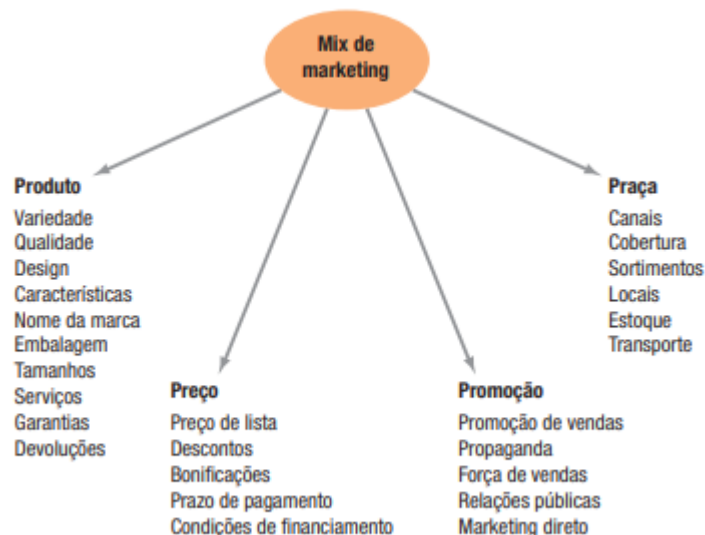 Mix de
marketing
Produto
Variedade
Qualidade
Design
Características
Nome da marca
Embalagem
Tamanhos
Serviços
Garantias
Devoluções
Preço
Preço de lista
Descontos
Bonificações
Prazo de pagamento
Condições de financiamento
Promoção
Promoção de vendas
Propaganda
Força de vendas
Relações públicas
Marketing direto
Praça
Canais
Cobertura
Sortimentos
Locais
Estoque
Transporte